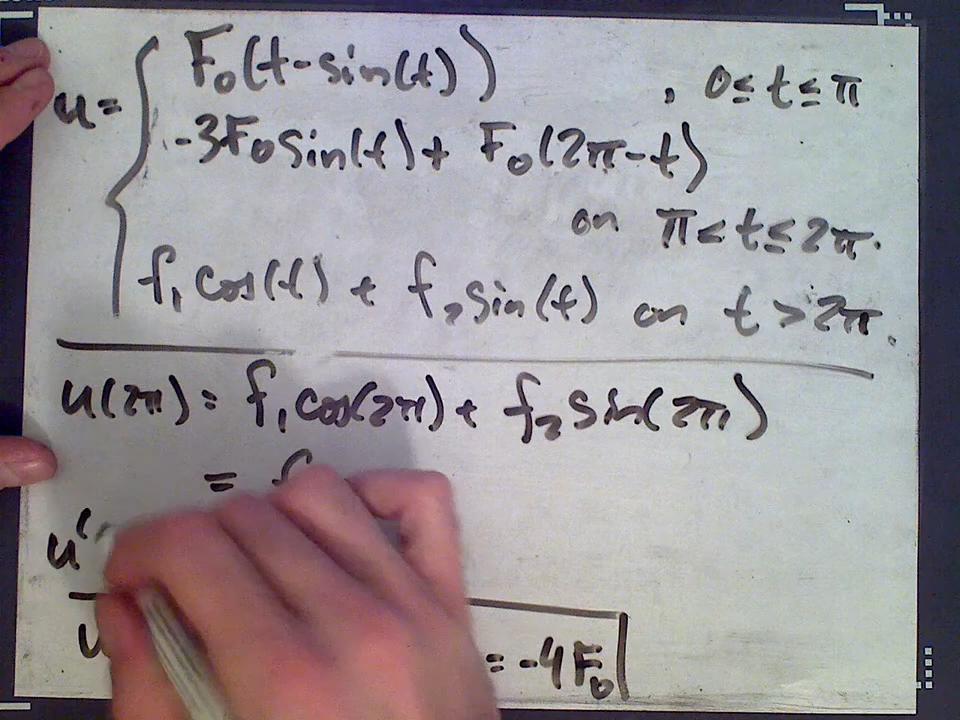 u = { F₀(t-sin(t)) , 0 ≤ t ≤ π
-3F₀sin(t) + F₀(2π-t)
on π < t ≤ 2π.
f₁cos(t) + f₂sin(t) on t > 2π.
u(2π) = f₁cos(2π) + f₂sin(2π)
= f
u'
u = -4F₀